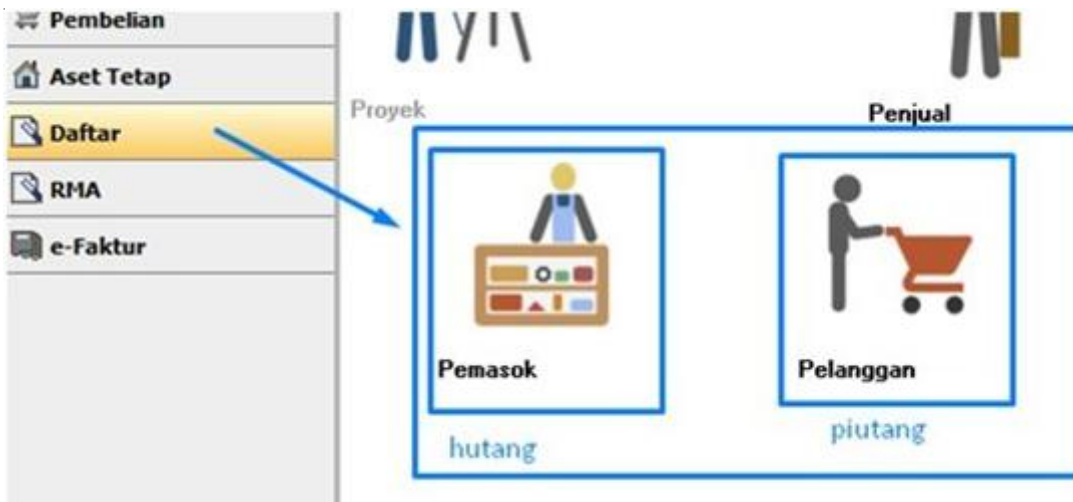 Pembelian
Aset Tetap
Daftar
RMA
e-Faktur
Proyek
Penjual
Pemasok
Pelanggan
hutang
piutang